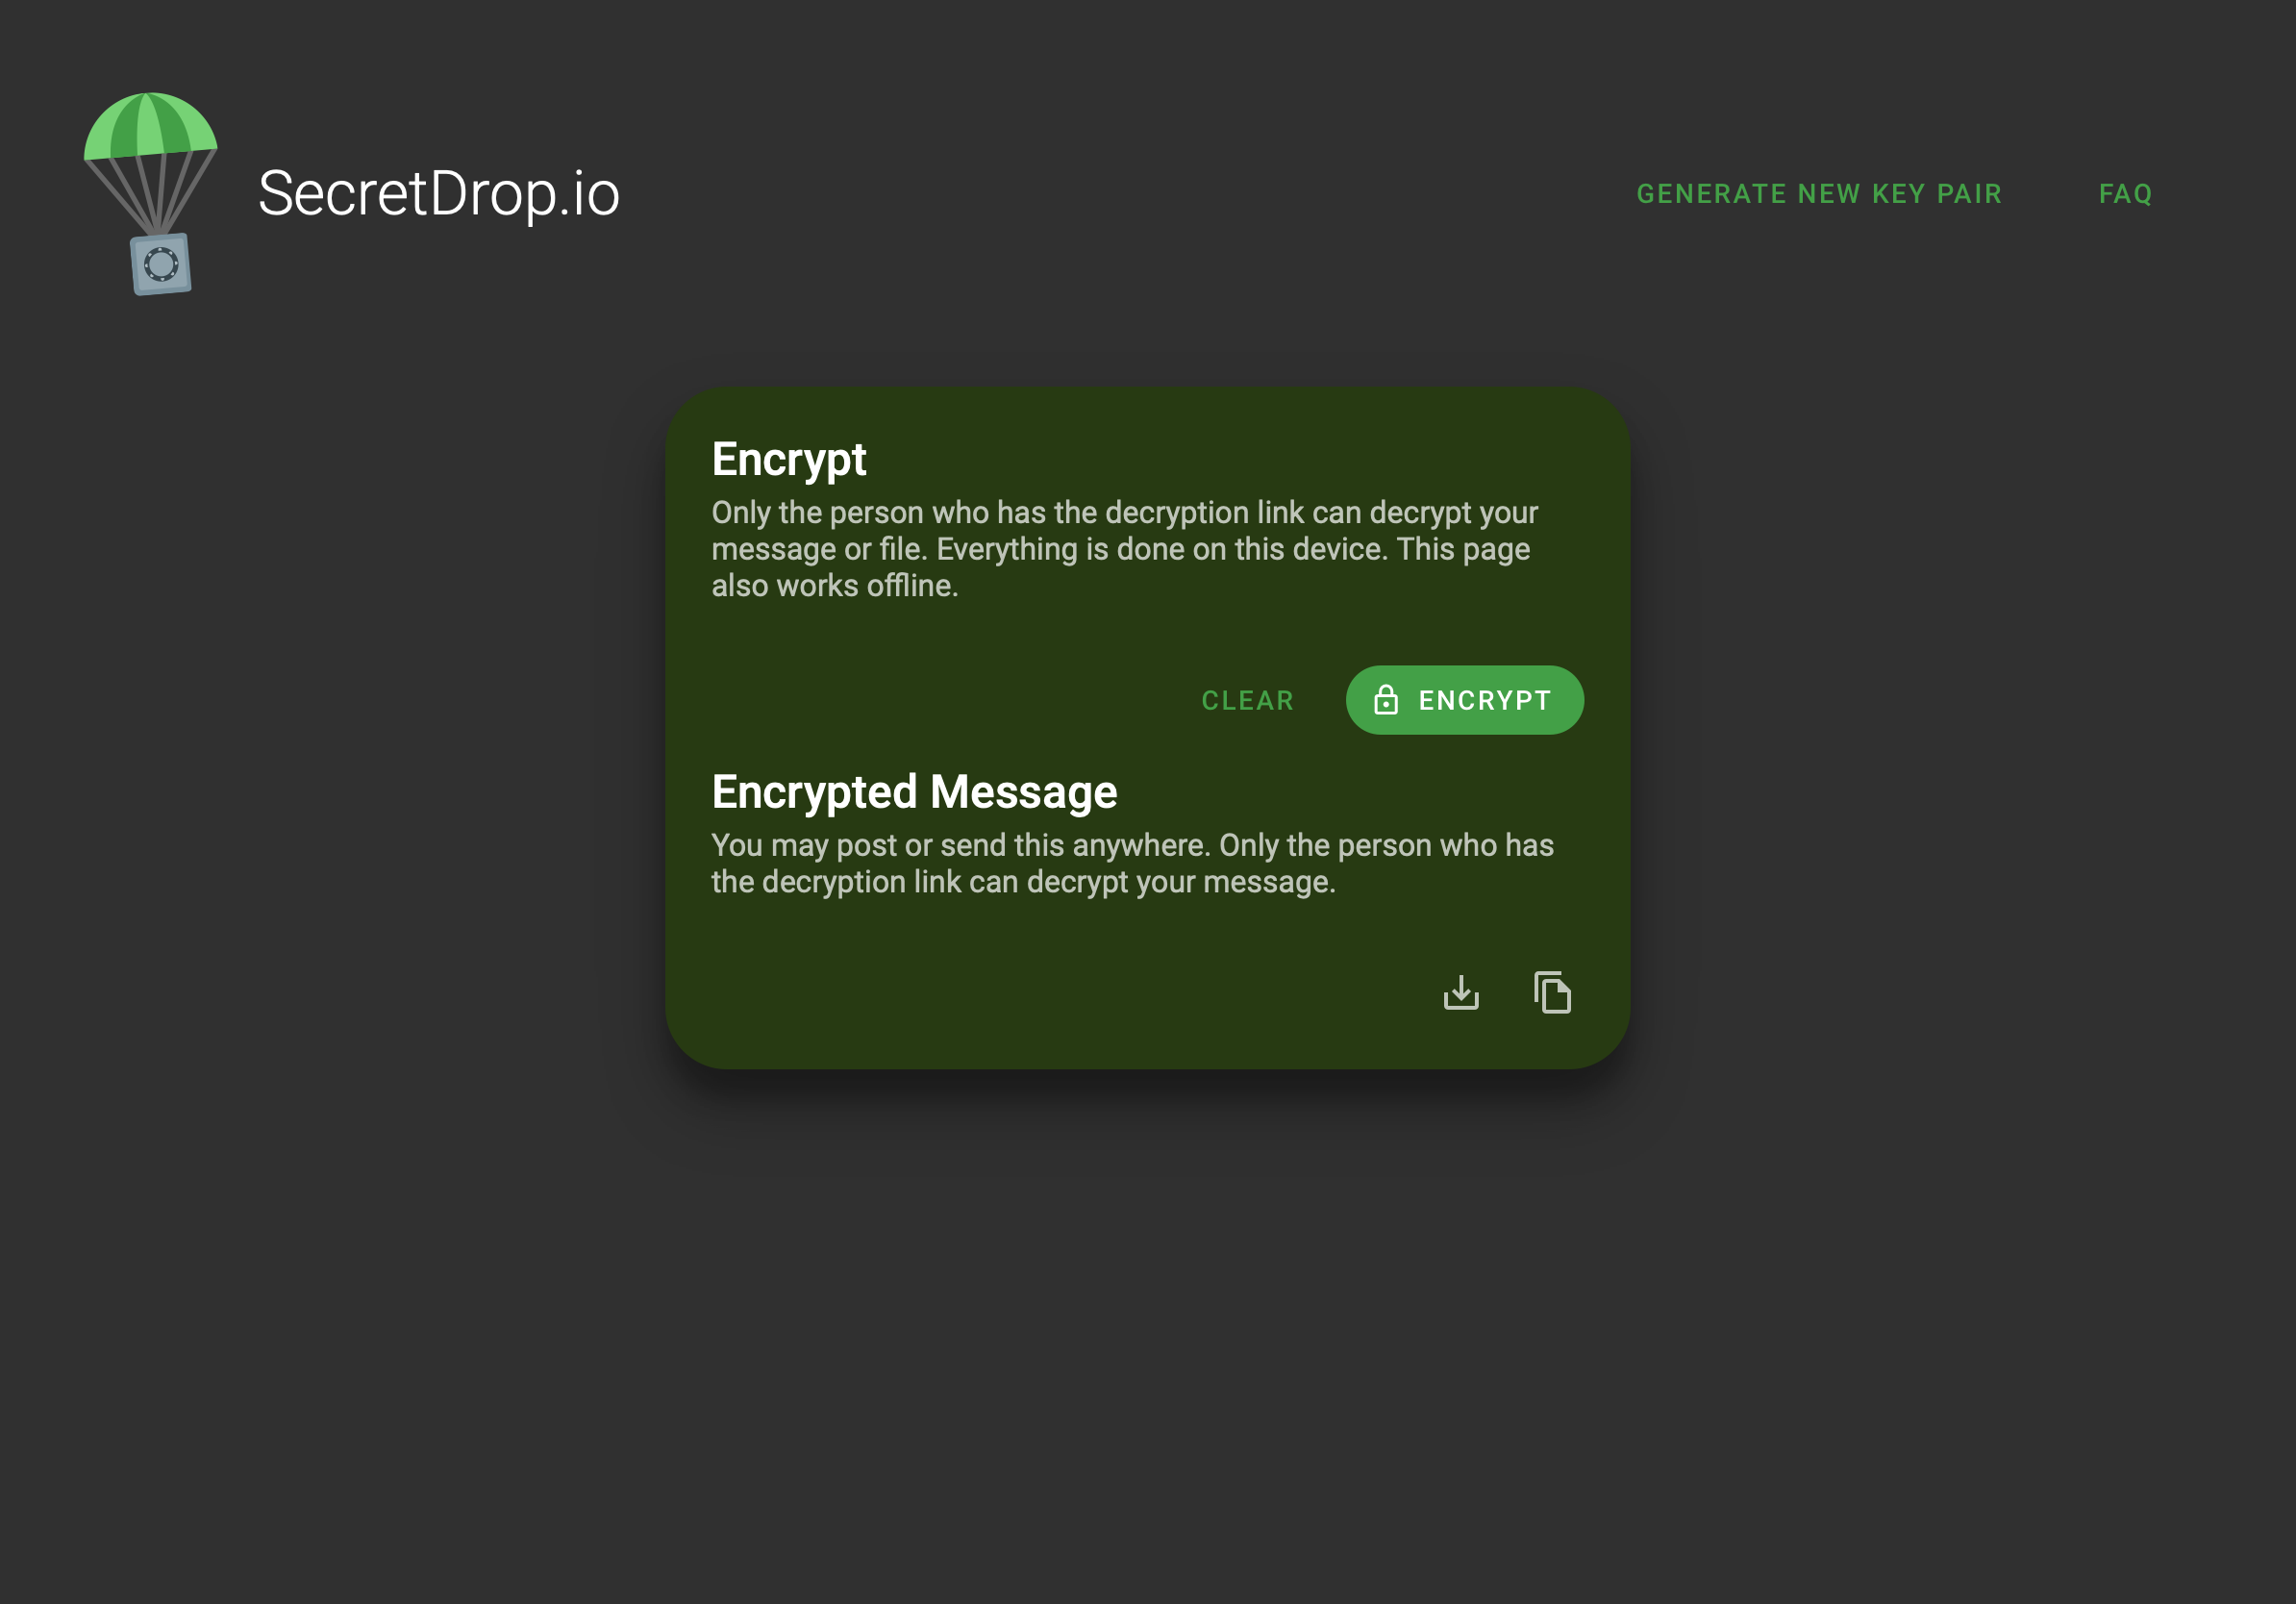 SecretDrop.io
GENERATE NEW KEY PAIR
FAQ
Encrypt
Only the person who has the decryption link can decrypt your
message or file. Everything is done on this device. This page
also works offline.
CLEAR
ENCRYPT
Encrypted Message
You may post or send this anywhere. Only the person who has
the decryption link can decrypt your message.